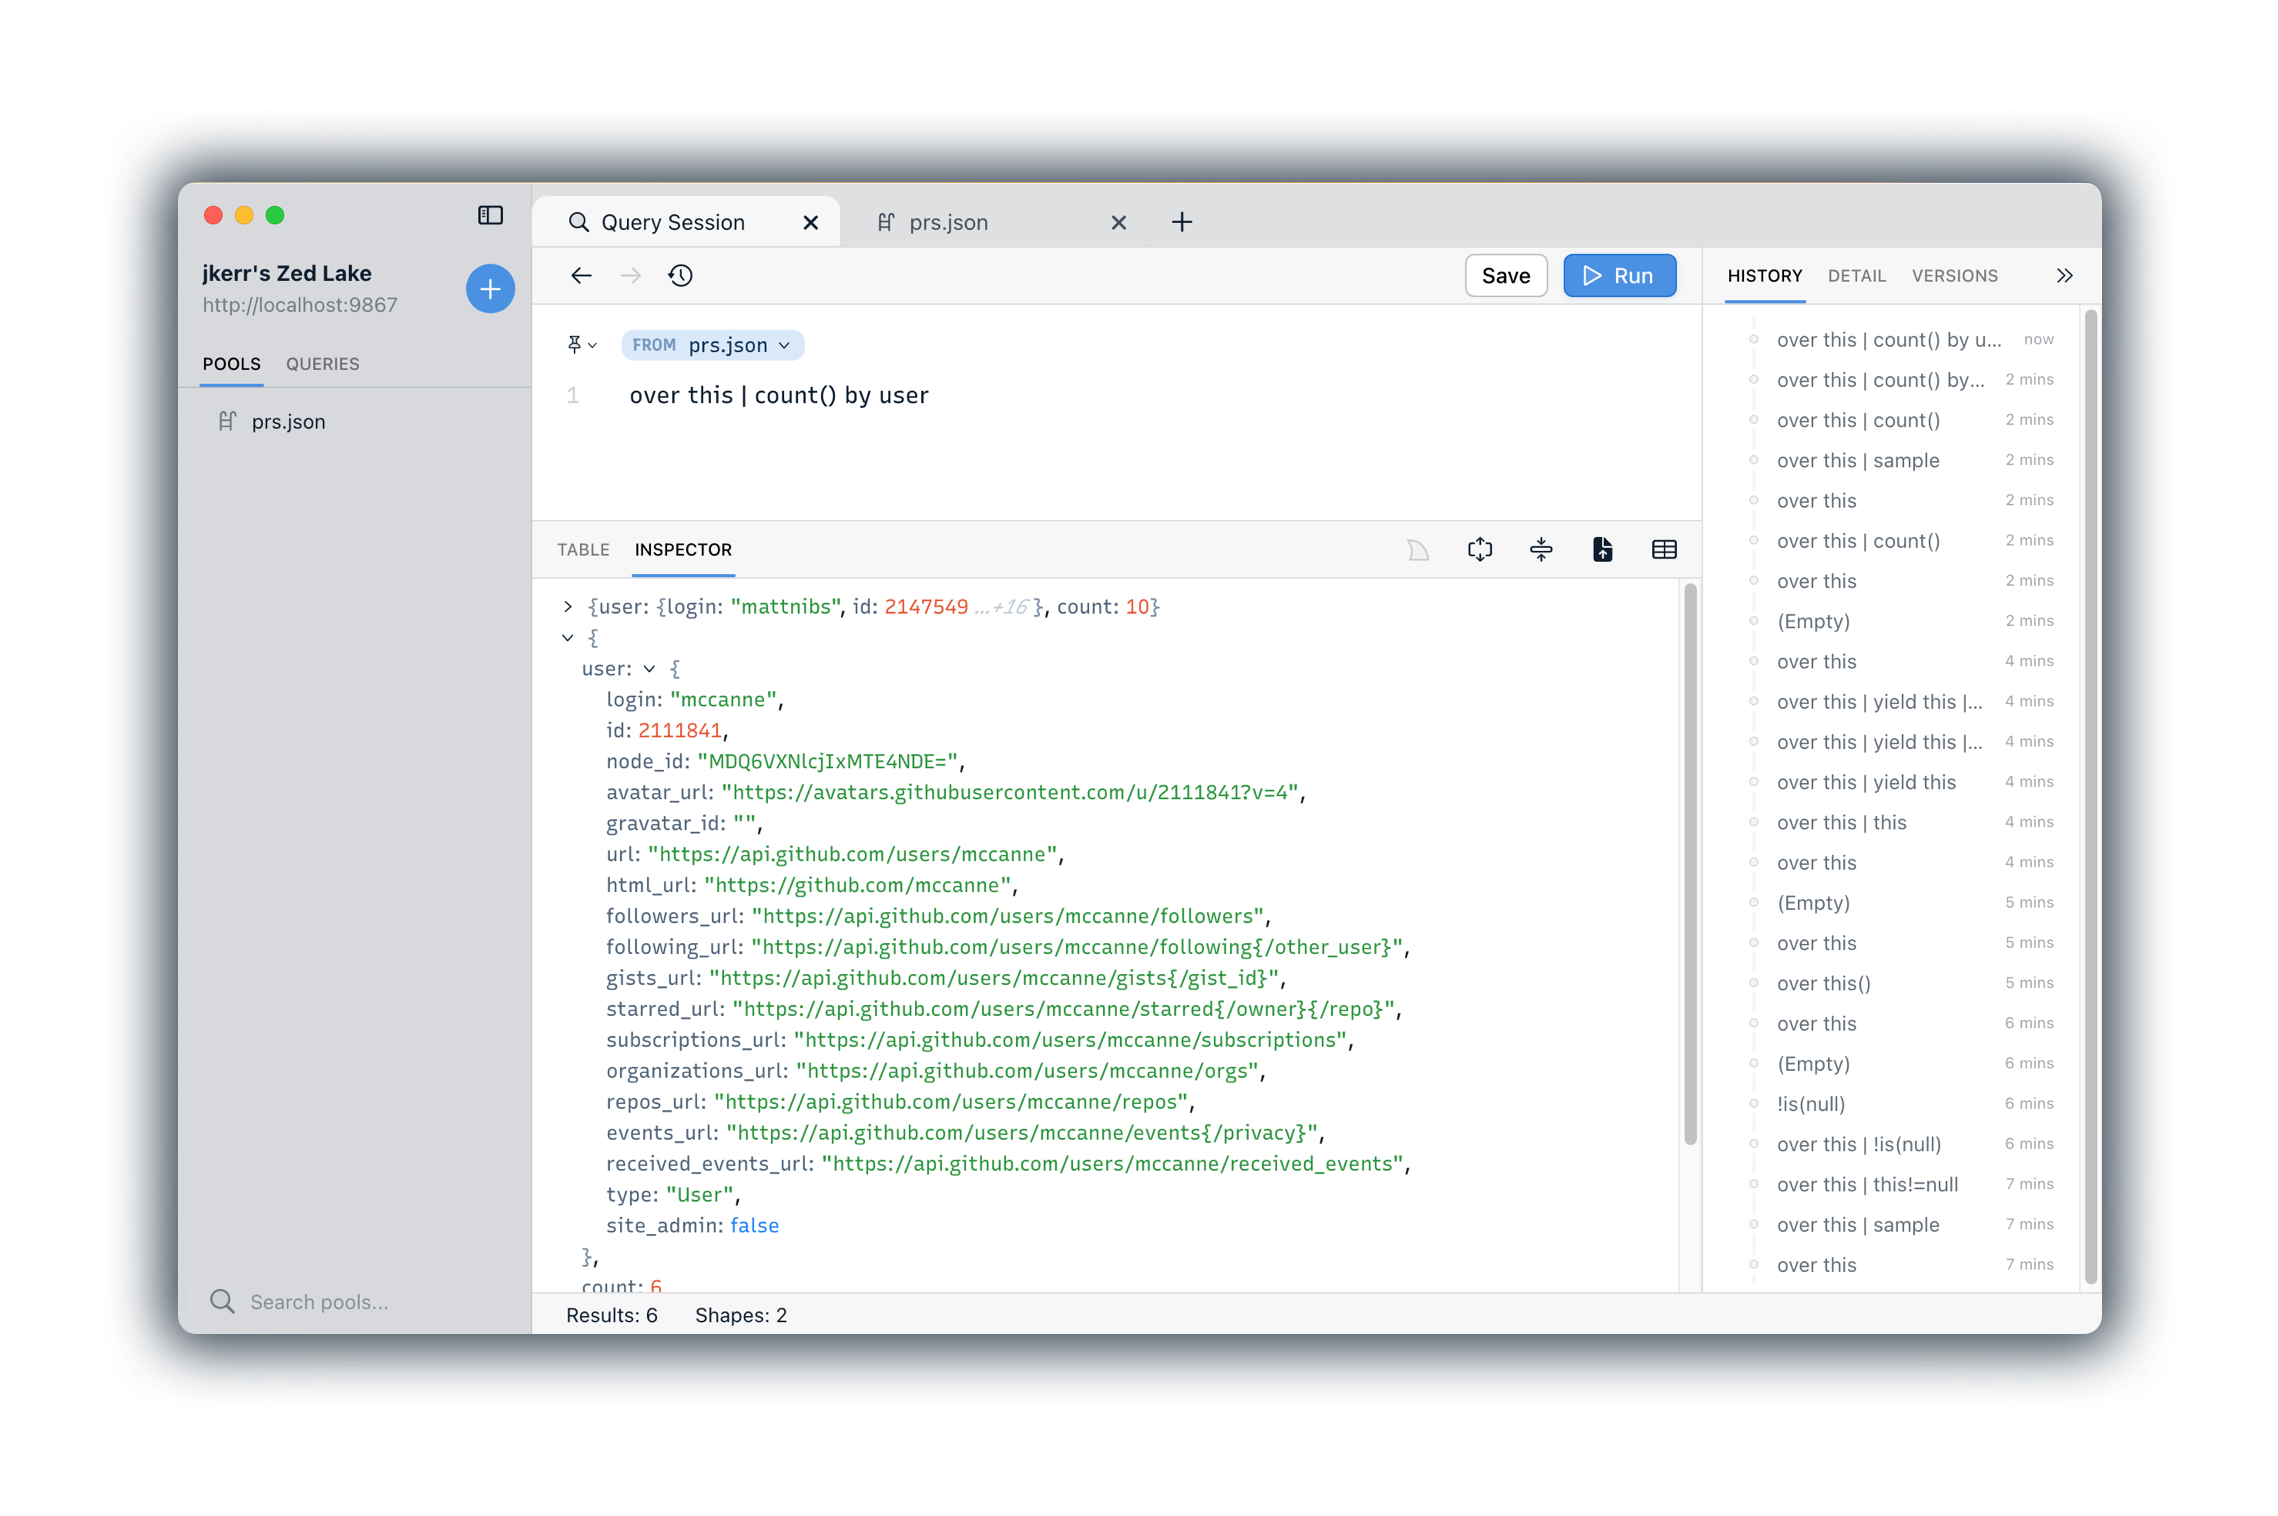 jkerr's Zed Lake
http://localhost:9867
POOLS QUERIES
prs.json
Search pools...
Query Session prs.json
Save Run
FROM prs.json
1 over this | count() by user
TABLE INSPECTOR
{user: {login: "mattnibs", id: 2147549 ...+16 }, count: 10}
{
user: {
login: "mccanne",
id: 2111841,
node_id: "MDQ6VXNlcjIxMTE4NDE=",
avatar_url: "https://avatars.githubusercontent.com/u/2111841?v=4",
gravatar_id: "",
url: "https://api.github.com/users/mccanne",
html_url: "https://github.com/mccanne",
followers_url: "https://api.github.com/users/mccanne/followers",
following_url: "https://api.github.com/users/mccanne/following{/other_user}",
gists_url: "https://api.github.com/users/mccanne/gists{/gist_id}",
starred_url: "https://api.github.com/users/mccanne/starred{/owner}{/repo}",
subscriptions_url: "https://api.github.com/users/mccanne/subscriptions",
organizations_url: "https://api.github.com/users/mccanne/orgs",
repos_url: "https://api.github.com/users/mccanne/repos",
events_url: "https://api.github.com/users/mccanne/events{/privacy}",
received_events_url: "https://api.github.com/users/mccanne/received_events",
type: "User",
site_admin: false
},
count: 6
Results: 6 Shapes: 2
HISTORY DETAIL VERSIONS
over this | count() by u... now
over this | count() by... 2 mins
over this | count() 2 mins
over this | sample 2 mins
over this 2 mins
over this | count() 2 mins
over this 2 mins
(Empty) 2 mins
over this 4 mins
over this | yield this |... 4 mins
over this | yield this |... 4 mins
over this | yield this 4 mins
over this | this 4 mins
over this 4 mins
(Empty) 5 mins
over this 5 mins
over this() 5 mins
over this 6 mins
(Empty) 6 mins
!is(null) 6 mins
over this | !is(null) 6 mins
over this | this!=null 7 mins
over this | sample 7 mins
over this 7 mins